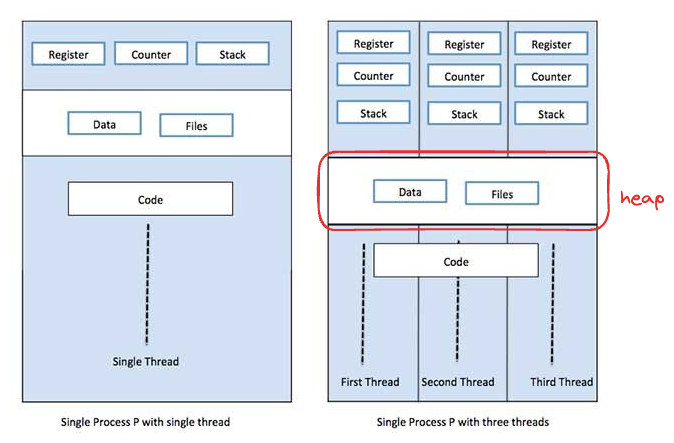 Register Counter Stack
Data Files
Code
Single Thread
Single Process P with single thread
Register Register Register
Counter Counter Counter
Stack Stack Stack
Data Files
heap
Code
First Thread Second Thread Third Thread
Single Process P with three threads